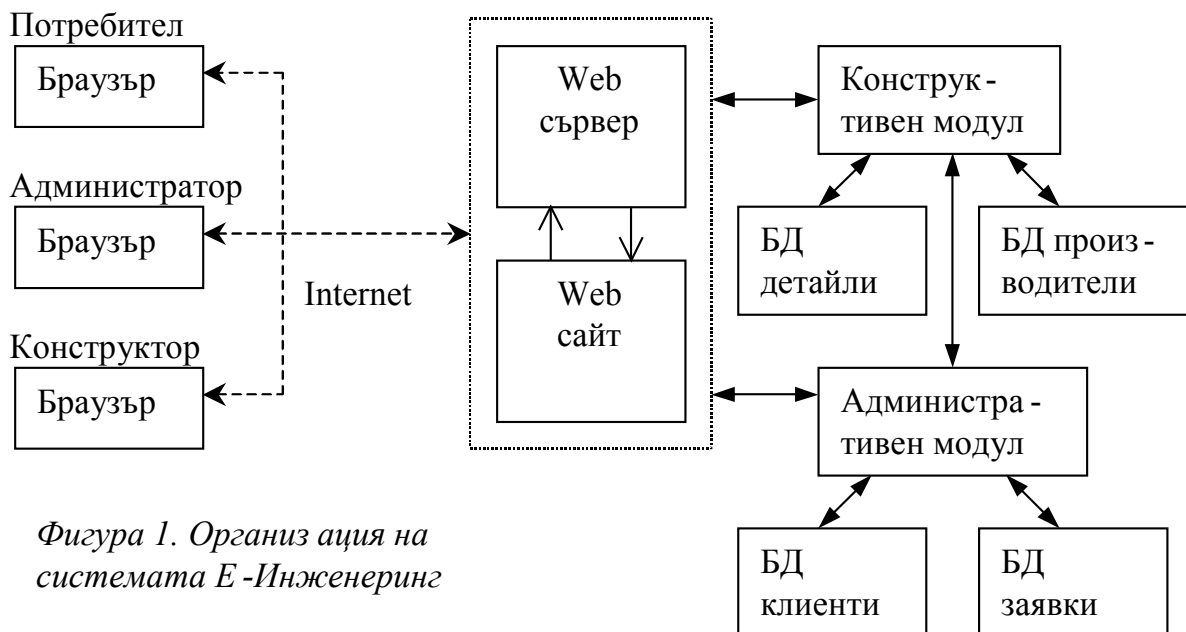 Потребител
Браузър
Администратор
Браузър
Конструктор
Браузър
Internet
Web
сървер
Web
сайт
Конструк -
тивен модул
БД
детайли
БД произ -
водители
Администра -
тивен модул
БД
клиенти
БД
заявки
Фигура 1. Организ ация на
системата Е -Инженеринг